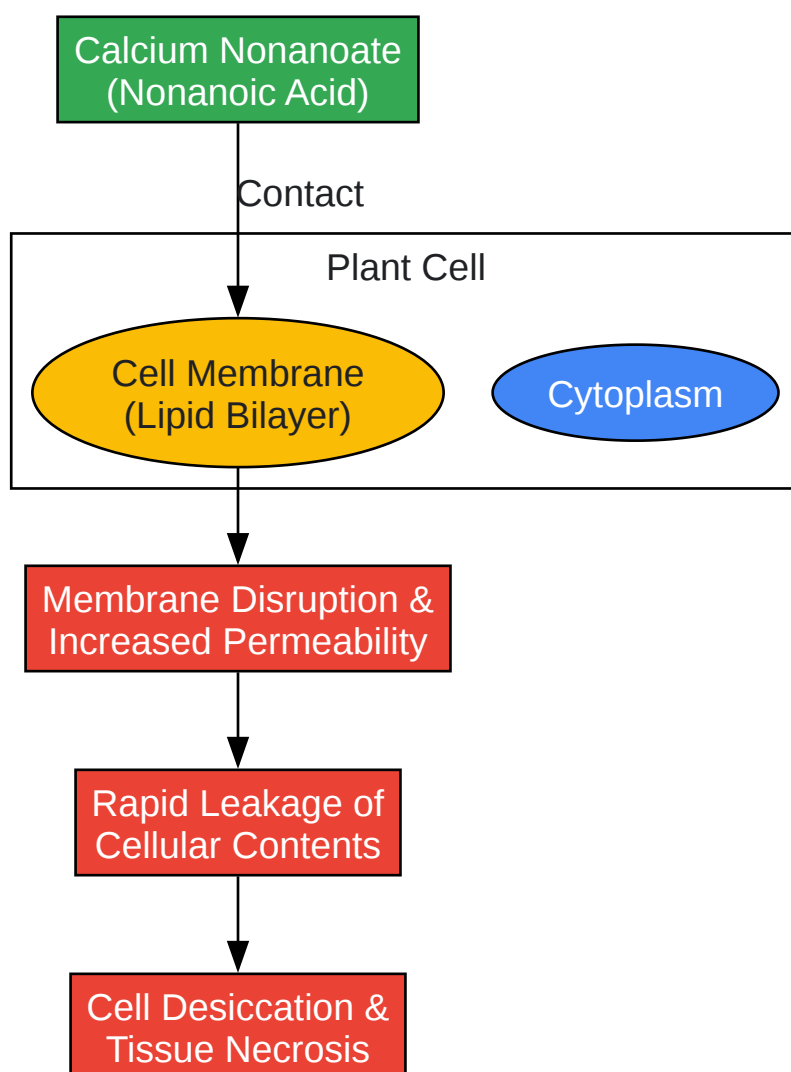 Calcium Nonanoate
(Nonanoic Acid)
Contact
Plant Cell
Cell Membrane
(Lipid Bilayer)
Cytoplasm
Membrane Disruption &
Increased Permeability
Rapid Leakage of
Cellular Contents
Cell Desiccation &
Tissue Necrosis